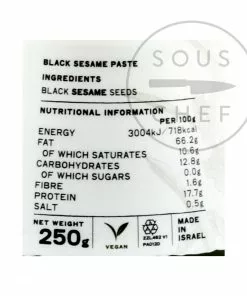 SOUS
CHEF
BLACK SESAME PASTE
INGREDIENTS
BLACK SESAME SEEDS
NUTRITIONAL INFORMATION
PER 100g
ENERGY 3004kJ/718kcal
FAT 66.2g
OF WHICH SATURATES 10.6g
CARBOHYDRATES 12.8g
OF WHICH SUGARS 0.0g
FIBRE 1.6g
PROTEIN 17.7g
SALT 0.5g
NET WEIGHT
250g
VEGAN
MADE
IN
ISRAEL